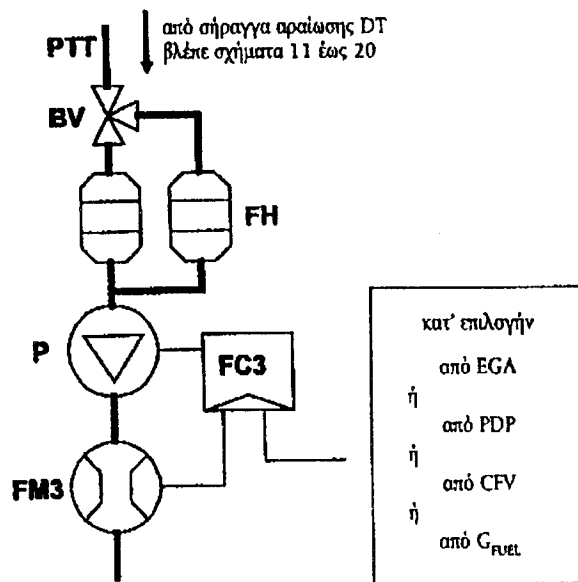 από σήραγγα αραίωσης DT
βλέπε σχήματα 11 έως 20
PTT
BV
FH
P
FC3
FM3
κατ' επιλογήν
από EGA
ή
από PDP
ή
από CFV
ή
από G_FUEL